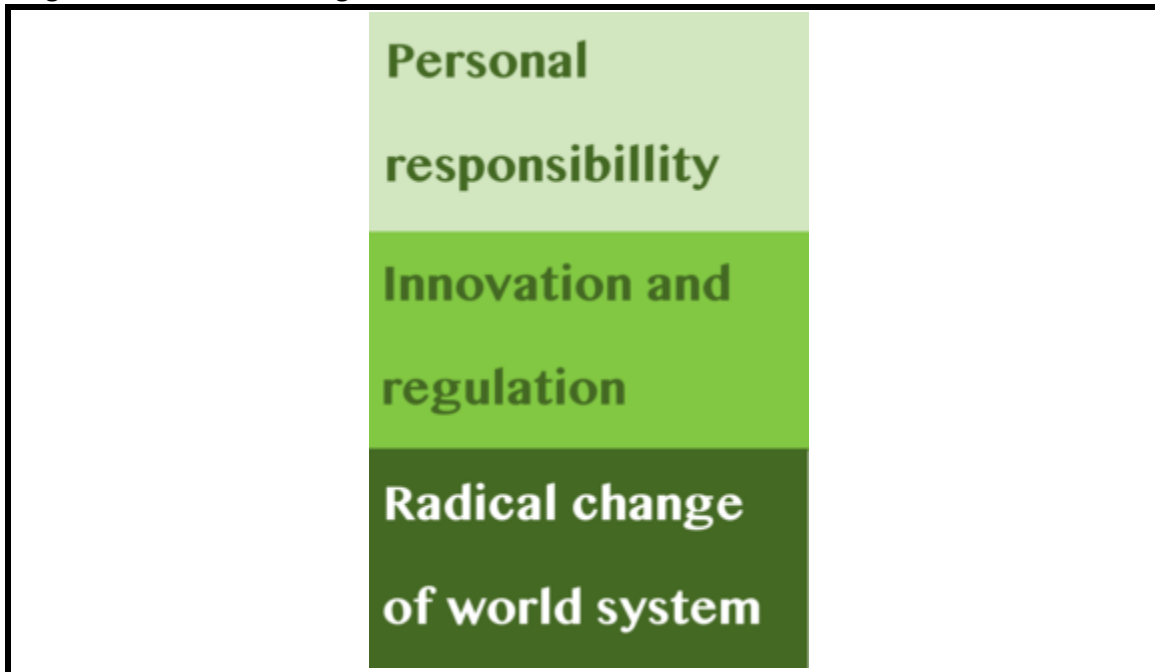 Personal
responsibillity
Innovation and
regulation
Radical change
of world system